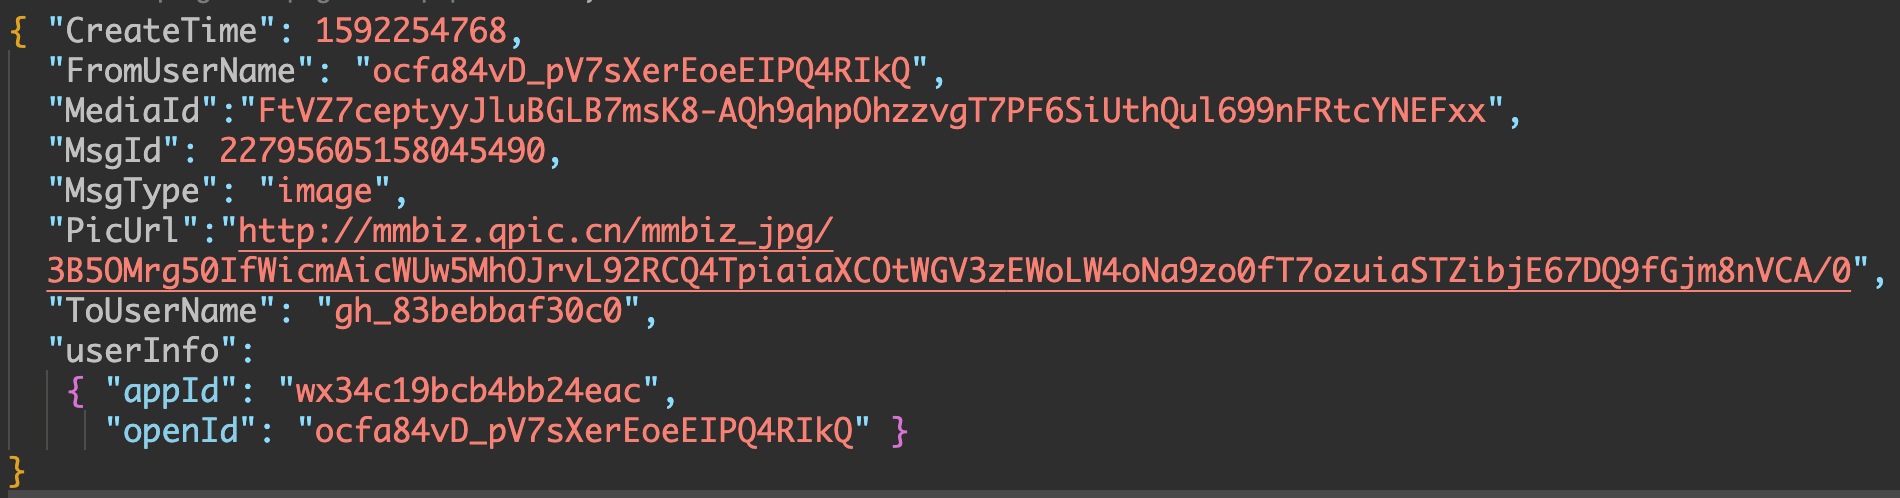 { "CreateTime": 1592254768,
"FromUserName": "ocfa84vD_pV7sXerEoeEIPQ4RIkQ",
"MediaId":"FtVZ7ceptyyJluBGLB7msK8-AQh9qhpOhzzvgT7PF6SiUthQul699nFRtcYNEFxx",
"MsgId": 22795605158045490,
"MsgType": "image",
"PicUrl":"http://mmbiz.qpic.cn/mmbiz_jpg/
3B5OMrg50IfWicmAicWUw5MhOJrvL92RCQ4TpiaiaXCOtWGV3zEWoLW4oNa9zo0fT7ozuiaSTZibjE67DQ9fGjm8nVCA/0",
"ToUserName": "gh_83bebbaf30c0",
"userInfo":
{ "appId": "wx34c19bcb4bb24eac",
"openId": "ocfa84vD_pV7sXerEoeEIPQ4RIkQ" }
}